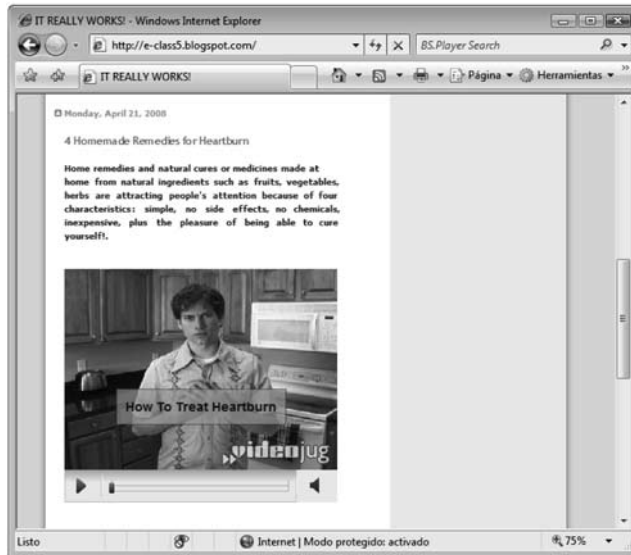 IT REALLY WORKS! - Windows Internet Explorer
http://e-class5.blogspot.com/
BS.Player Search
IT REALLY WORKS!
Página
Herramientas
Monday, April 21, 2008
4 Homemade Remedies for Heartburn
Home remedies and natural cures or medicines made at
home from natural ingredients such as fruits, vegetables,
herbs are attracting people's attention because of four
characteristics: simple, no side effects, no chemicals,
inexpensive, plus the pleasure of being able to cure
yourself!.
How To Treat Heartburn
videojug
Listo
Internet | Modo protegido: activado
75%